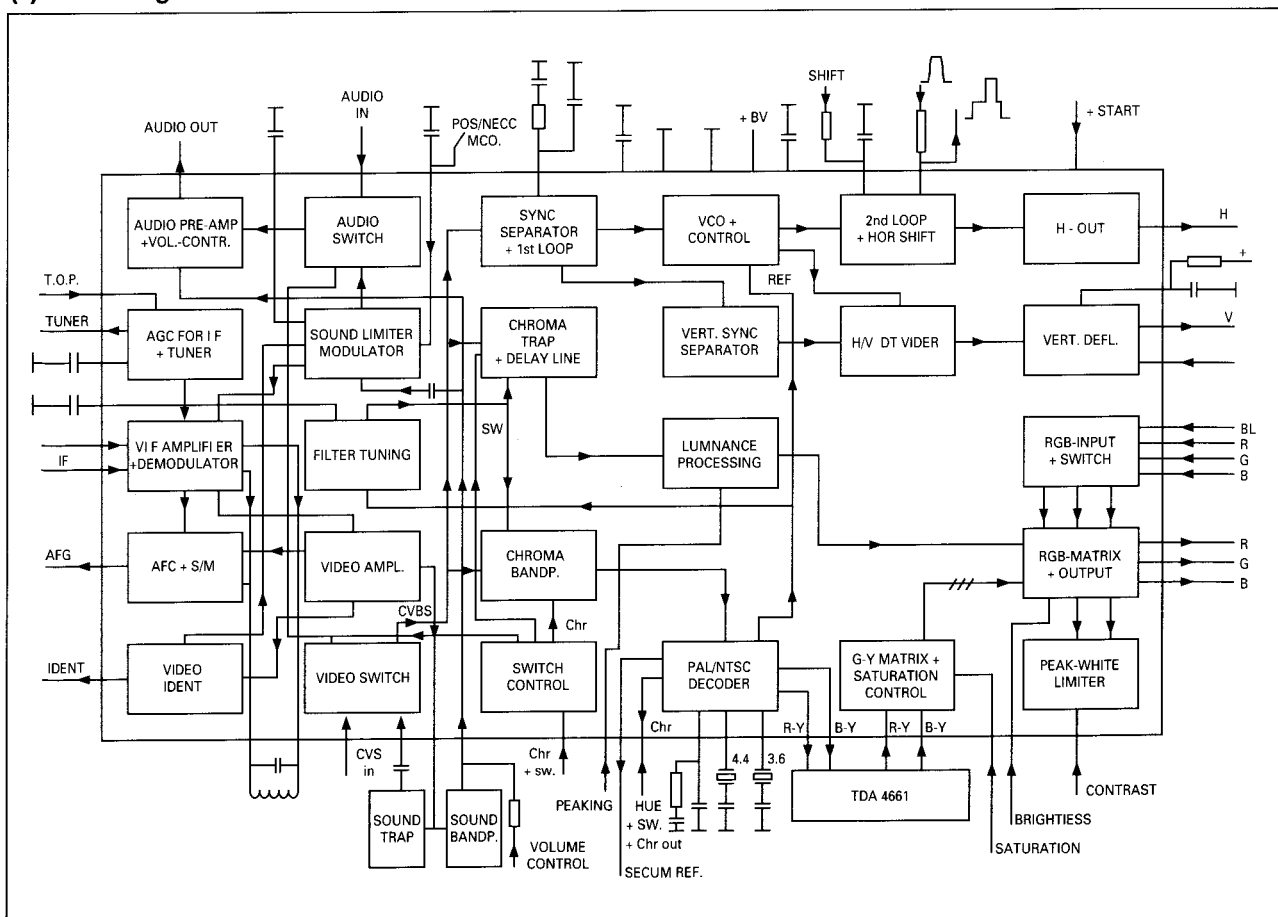 SHIFT
AUDIO
IN
AUDIO OUT
POS/NECC
MCO.
+ BV
+ START
AUDIO PRE-AMP
+VOL.-CONTR.
AUDIO
SWITCH
SYNC
SEPARATOR
+ 1st LOOP
VCO +
CONTROL
2nd LOOP
+ HOR SHIFT
H - OUT
H
T.O.P.
TUNER
AGC FOR I F
+ TUNER
SOUND LIMITER
MODULATOR
CHROMA
TRAP
+ DELAY LINE
REF
VERT. SYNC
SEPARATOR
H/V DT VIDER
VERT. DEFL.
+
V
IF
VI F AMPLIFI ER
+DEMODULATOR
FILTER TUNING
SW
LUMNANCE
PROCESSING
RGB-INPUT
+ SWITCH
BL
R
G
B
AFG
AFC + S/M
VIDEO AMPL.
CHROMA
BANDP.
RGB-MATRIX
+ OUTPUT
R
G
B
CVBS
Chr
IDENT
VIDEO
IDENT
VIDEO SWITCH
SWITCH
CONTROL
PAL/NTSC
DECODER
G-Y MATRIX +
SATURATION
CONTROL
PEAK-WHITE
LIMITER
CVS
in
Chr
+ sw.
Chr
R-Y
B-Y
R-Y
B-Y
4.4
3.6
SOUND
TRAP
SOUND
BANDP.
VOLUME
CONTROL
PEAKING
HUE
+ SW.
+ Chr out
SECUM REF.
TDA 4661
CONTRAST
BRIGHTIESS
SATURATION